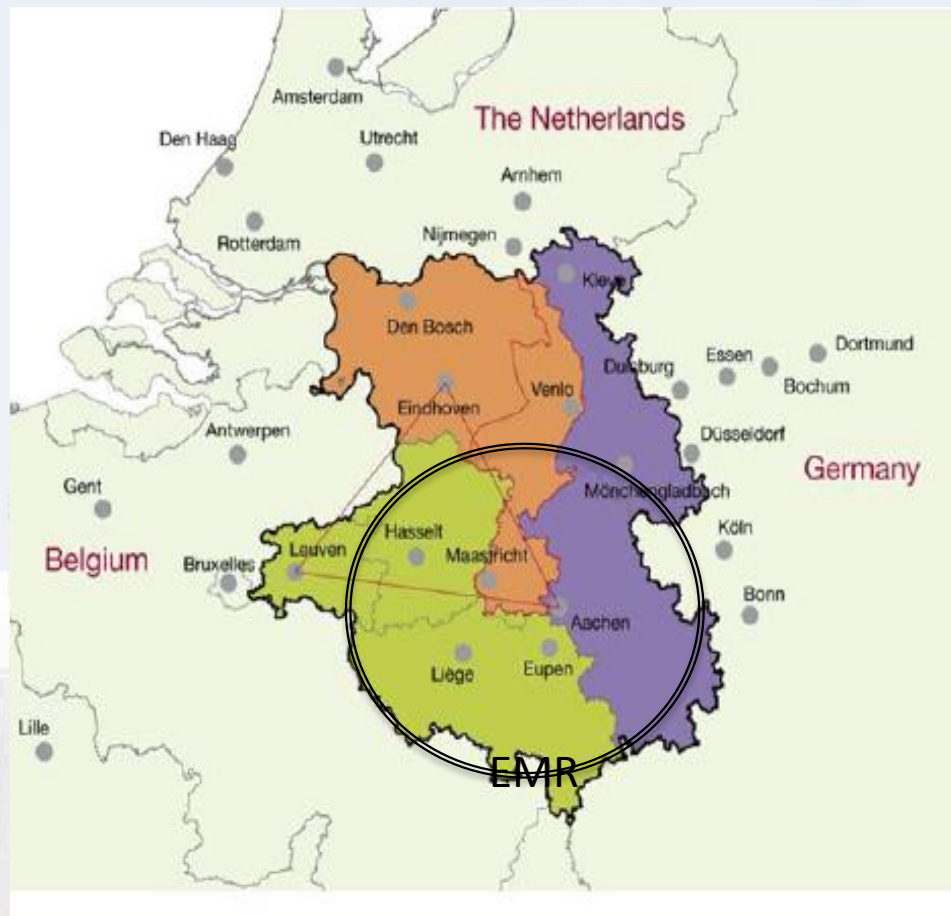 Amsterdam
The Netherlands
Den Haag
Utrecht
Arnhem
Rotterdam
Nijmegen
Kleve
Den Bosch
Dortmund
Essen
Duisburg
Bochum
Venlo
Eindhoven
Antwerpen
Düsseldorf
Germany
Gent
Mönchengladbach
Köln
Hasselt
Belgium
Leuven
Maastricht
Bruxelles
Bonn
Aachen
Liège
Eupen
Lille
EMR